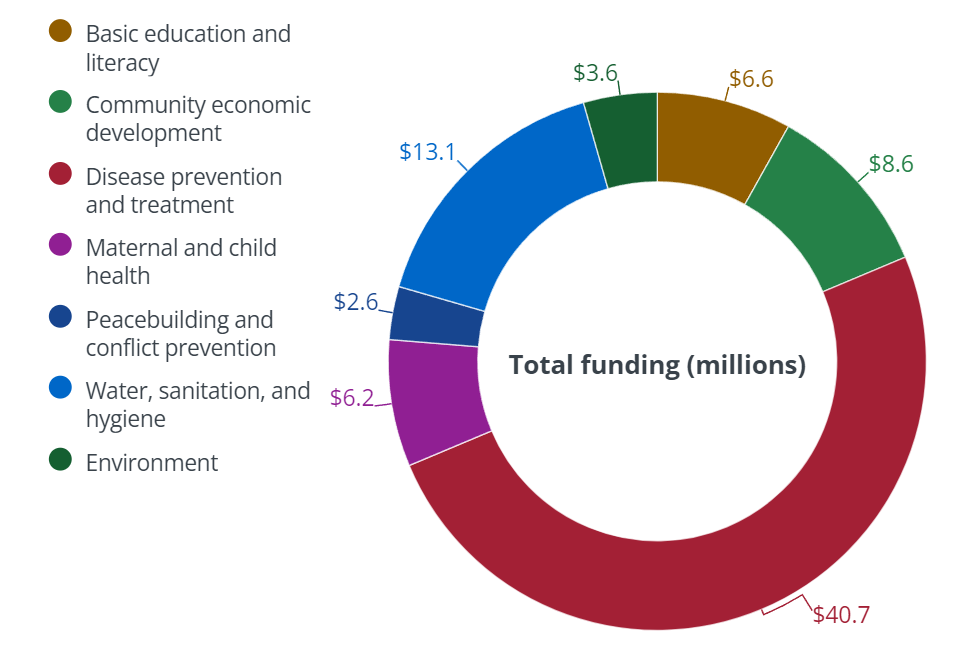 Basic education and
literacy
Community economic
development
Disease prevention
and treatment
Maternal and child
health
Peacebuilding and
conflict prevention
Water, sanitation, and
hygiene
Environment
$3.6
$6.6
$13.1
$8.6
$2.6
Total funding (millions)
$6.2
$40.7